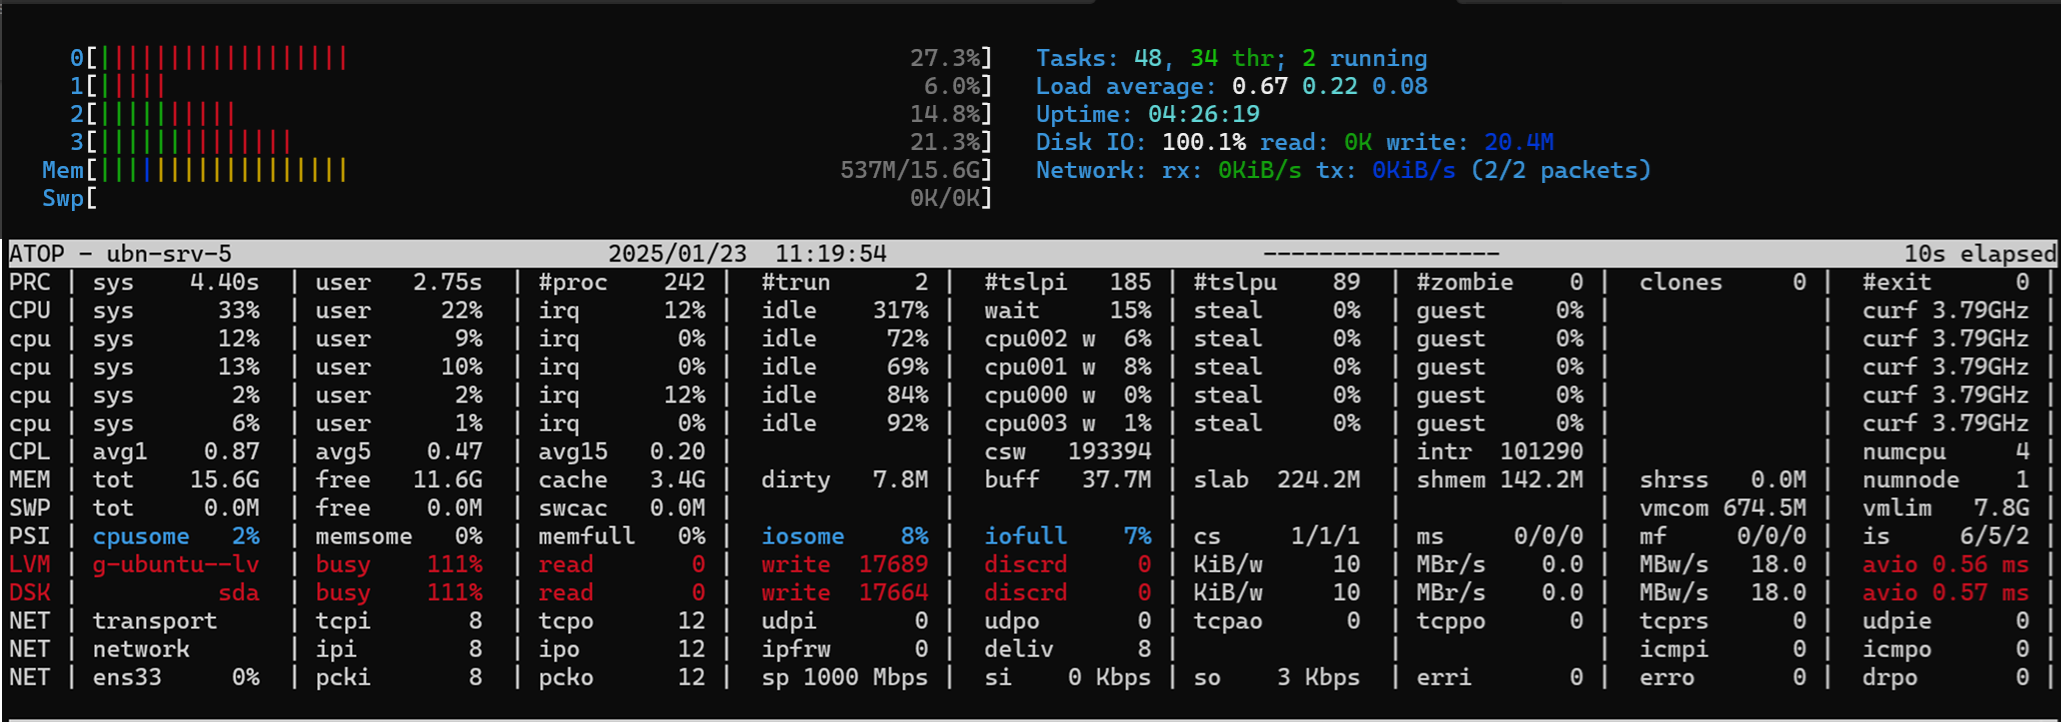 0[||||||||||||||||||                                        27.3%]   Tasks: 48, 34 thr; 2 running
1[|||||                                                      6.0%]   Load average: 0.67 0.22 0.08
2[||||||||||                                                14.8%]   Uptime: 04:26:19
3[||||||||||||||                                            21.3%]   Disk IO: 100.1% read: 0K write: 20.4M
Mem[||||||||||||||||||                                 537M/15.6G]   Network: rx: 0KiB/s tx: 0KiB/s (2/2 packets)
Swp[                                                        0K/0K]
ATOP - ubn-srv-5    2025/01/23  11:19:54    -----------------    10s elapsed
PRC | sys 4.40s | user 2.75s | #proc 242 | #trun 2 | #tslpi 185 | #tslpu 89 | #zombie 0 | clones 0 | #exit 0 |
CPU | sys 33% | user 22% | irq 12% | idle 317% | wait 15% | steal 0% | guest 0% | | curf 3.79GHz |
cpu | sys 12% | user 9% | irq 0% | idle 72% | cpu002 w 6% | steal 0% | guest 0% | | curf 3.79GHz |
cpu | sys 13% | user 10% | irq 0% | idle 69% | cpu001 w 8% | steal 0% | guest 0% | | curf 3.79GHz |
cpu | sys 2% | user 2% | irq 12% | idle 84% | cpu000 w 0% | steal 0% | guest 0% | | curf 3.79GHz |
cpu | sys 6% | user 1% | irq 0% | idle 92% | cpu003 w 1% | steal 0% | guest 0% | | curf 3.79GHz |
CPL | avg1 0.87 | avg5 0.47 | avg15 0.20 | | csw 193394 | | intr 101290 | | numcpu 4 |
MEM | tot 15.6G | free 11.6G | cache 3.4G | dirty 7.8M | buff 37.7M | slab 224.2M | shmem 142.2M | shrss 0.0M | numnode 1 |
SWP | tot 0.0M | free 0.0M | swcac 0.0M | | | | | vmcom 674.5M | vmlim 7.8G |
PSI | cpusome 2% | memsome 0% | memfull 0% | iosome 8% | iofull 7% | cs 1/1/1 | ms 0/0/0 | mf 0/0/0 | is 6/5/2 |
LVM | g-ubuntu--lv | busy 111% | read 0 | write 17689 | discrd 0 | KiB/w 10 | MBr/s 0.0 | MBw/s 18.0 | avio 0.56 ms |
DSK | sda | busy 111% | read 0 | write 17664 | discrd 0 | KiB/w 10 | MBr/s 0.0 | MBw/s 18.0 | avio 0.57 ms |
NET | transport | tcpi 8 | tcpo 12 | udpi 0 | udpo 0 | tcpao 0 | tcppo 0 | tcprs 0 | udpie 0 |
NET | network | ipi 8 | ipo 12 | ipfrw 0 | deliv 8 | | | icmpi 0 | icmpo 0 |
NET | ens33 0% | pcki 8 | pcko 12 | sp 1000 Mbps | si 0 Kbps | so 3 Kbps | erri 0 | erro 0 | drpo 0 |